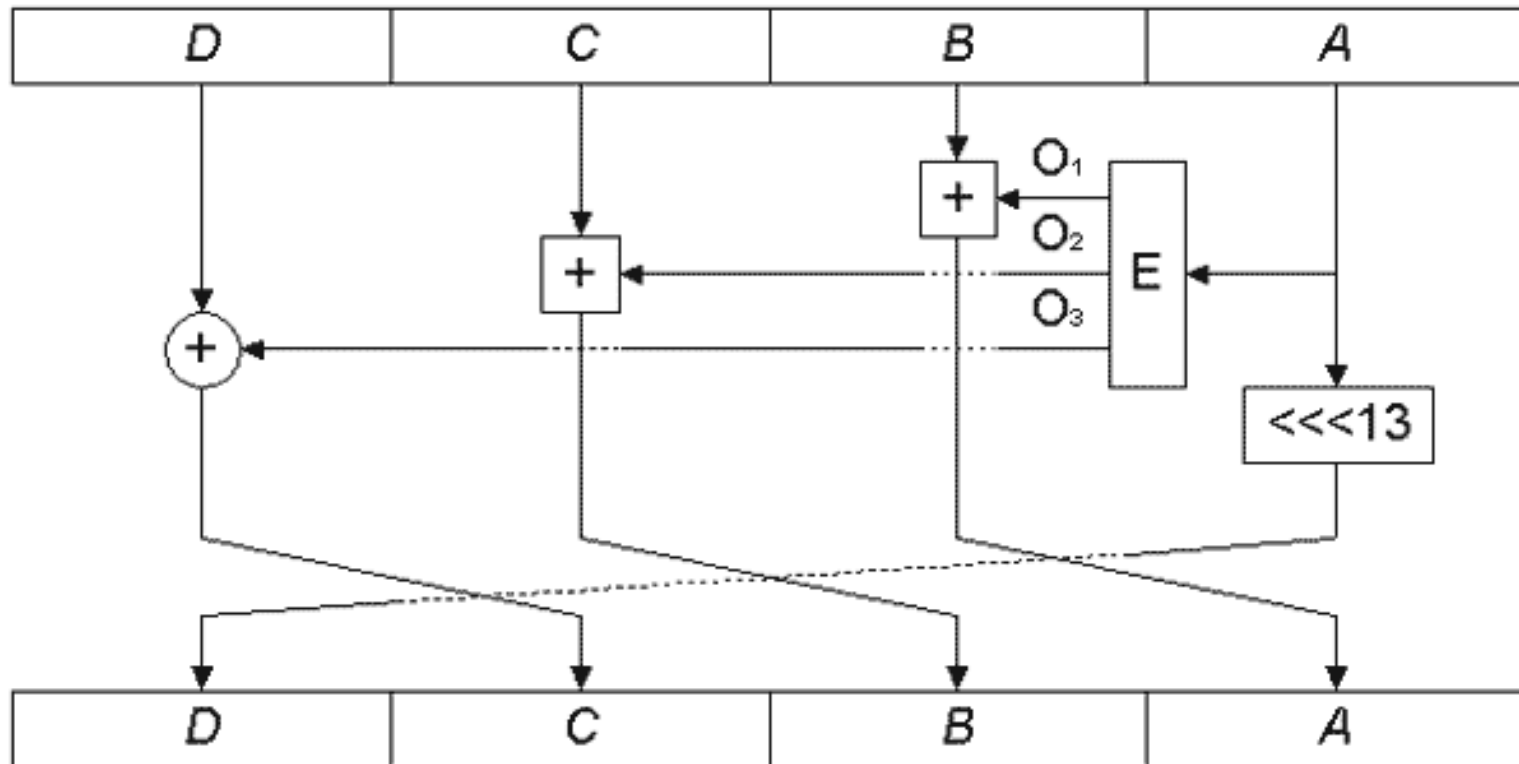 D C B A
+ O₁
+ O₂ E
+ O₃
<<<13
D C B A